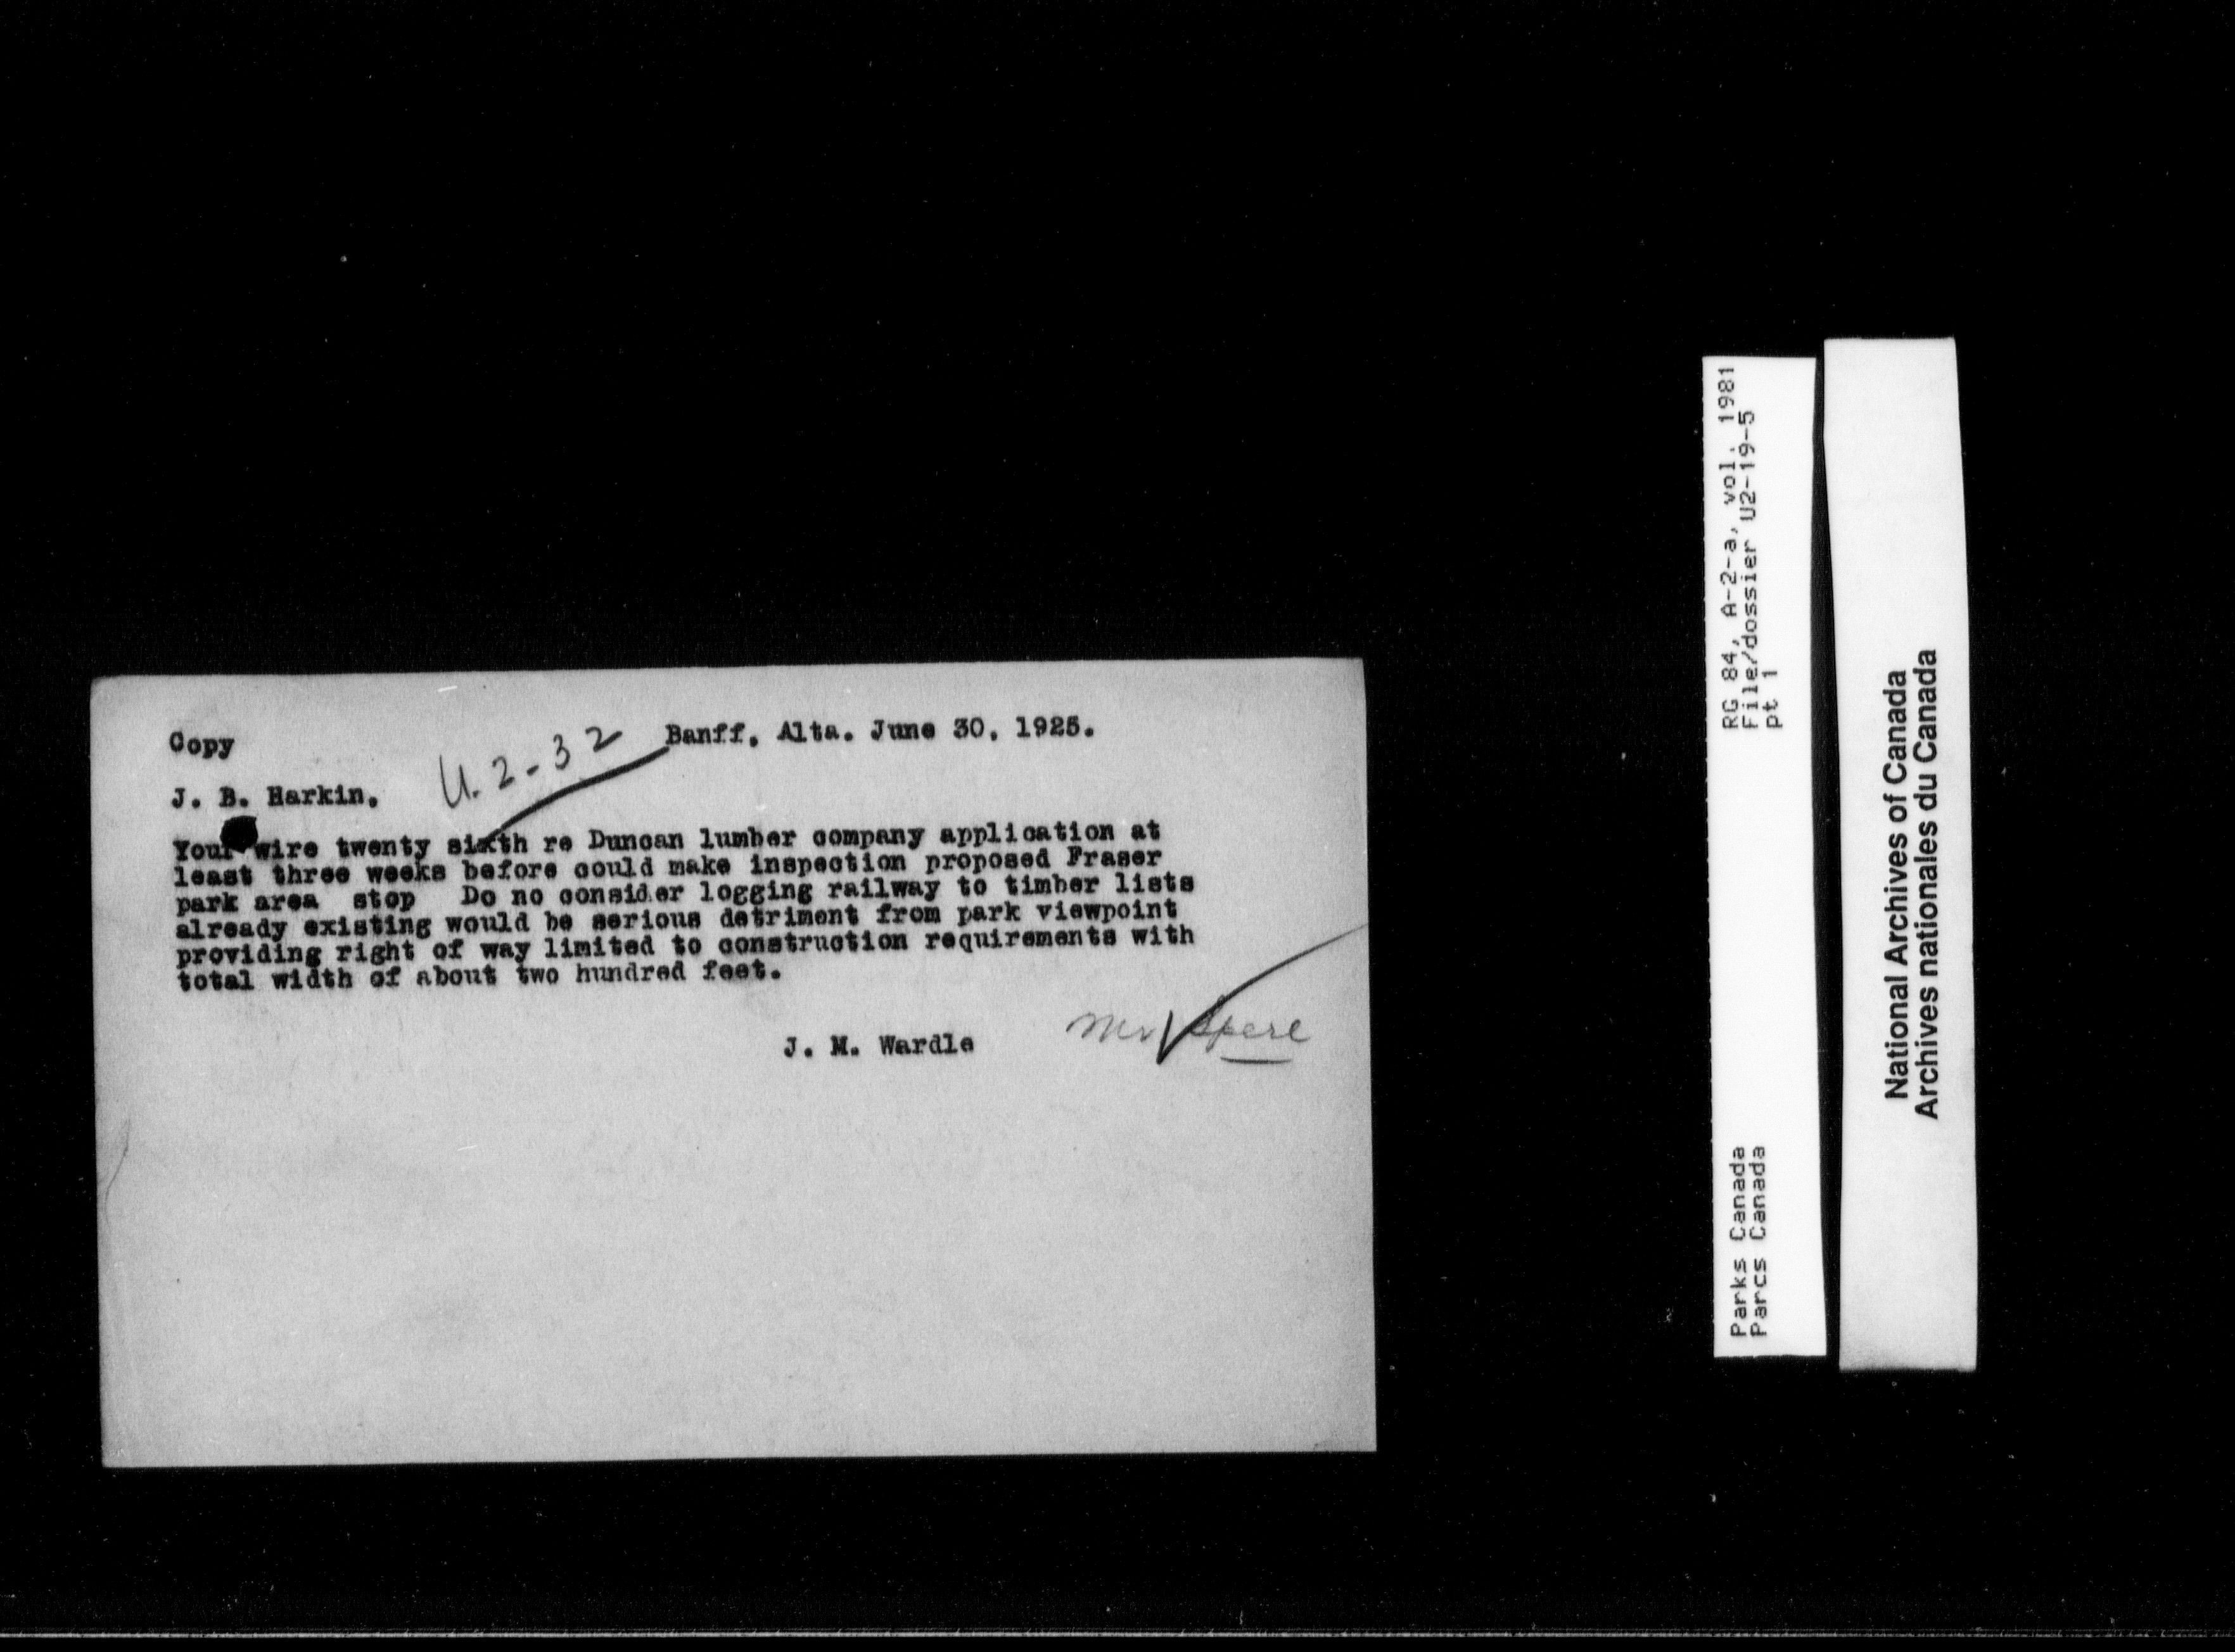 Copy
U.2-32
Banff, Alta. June 30, 1925.
J. B. Harkin.
Your wire twenty sixth re Duncan lumber company application at
least three weeks before could make inspection proposed Fraser
park area stop Do no consider logging railway to timber lists
already existing would be serious detriment from park viewpoint
providing right of way limited to construction requirements with
total width of about two hundred feet.
J. M. Wardle
Mr Spere
RG 84, A-2-a, vol. 1981
File/dossier U2-19-5
pt 1
Parks Canada
Parcs Canada
National Archives of Canada
Archives nationales du Canada